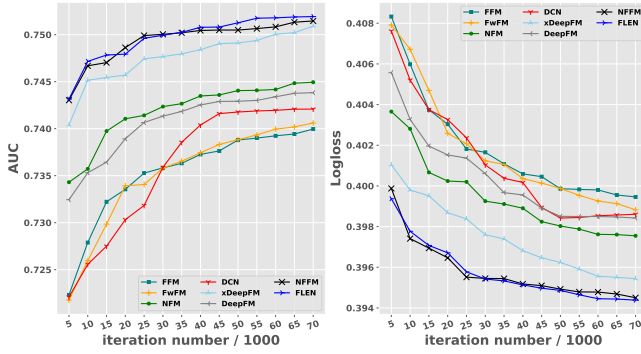 0.750
0.745
0.740
0.735
0.730
0.725
AUC
5 10 15 20 25 30 35 40 45 50 55 60 65 70
iteration number / 1000
FFM DCN NFFM
FwFM xDeepFM FLEN
NFM DeepFM
0.408
0.406
0.404
0.402
0.400
0.398
0.396
0.394
Logloss
5 10 15 20 25 30 35 40 45 50 55 60 65 70
iteration number / 1000
FFM DCN NFFM
FwFM xDeepFM FLEN
NFM DeepFM